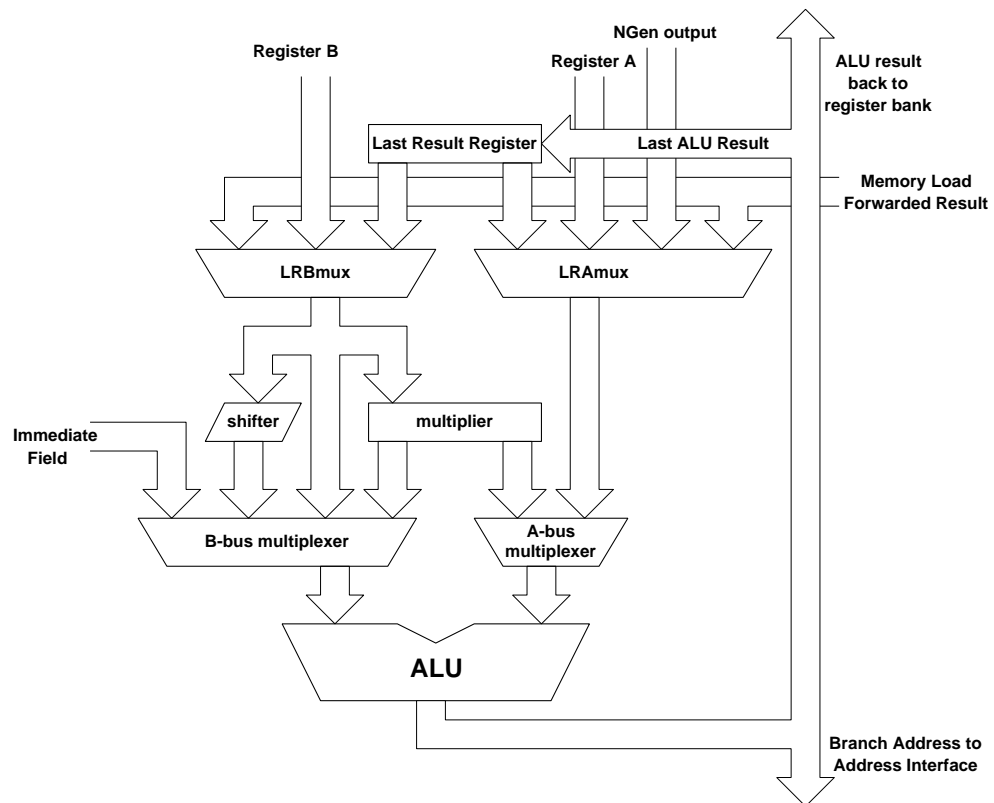 NGen output
Register B
Register A
ALU result
back to
register bank
Last Result Register
Last ALU Result
Memory Load
Forwarded Result
LRBmux
LRAmux
shifter
multiplier
Immediate
Field
B-bus multiplexer
A-bus
multiplexer
ALU
Branch Address to
Address Interface